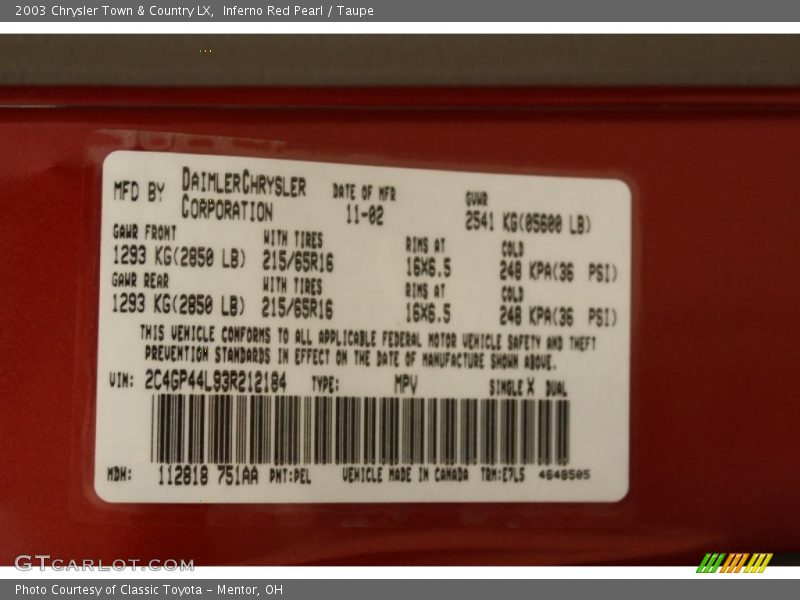 2003 Chrysler Town & Country LX, Inferno Red Pearl / Taupe
MFD BY DAIMLERCHRYSLER CORPORATION DATE OF MFR 11-02 GVWR 2541 KG(05600 LB)
GAWR FRONT WITH TIRES RIMS AT COLD
1293 KG(2850 LB) 215/65R16 16X6.5 248 KPA(36 PSI)
GAWR REAR WITH TIRES RIMS AT COLD
1293 KG(2850 LB) 215/65R16 16X6.5 248 KPA(36 PSI)
THIS VEHICLE CONFORMS TO ALL APPLICABLE FEDERAL MOTOR VEHICLE SAFETY AND THEFT
PREVENTION STANDARDS IN EFFECT ON THE DATE OF MANUFACTURE SHOWN ABOVE.
VIN: 2C4GP44L93R212184 TYPE: MPV SINGLE X DUAL
MDH: 112818 751AA PNT:PEL VEHICLE MADE IN CANADA TRM:E7L5 4648505
GTCARLOT.COM
Photo Courtesy of Classic Toyota - Mentor, OH